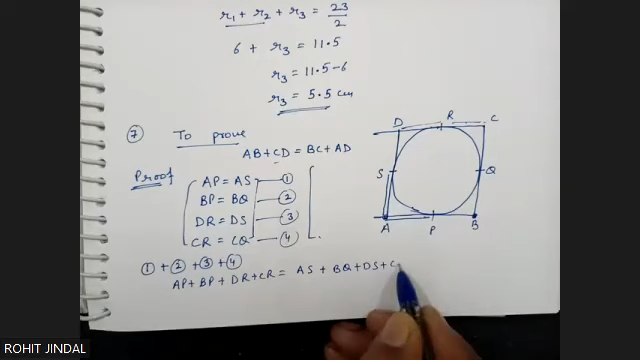 r₁ + r₂ + r₃ = 23/2
6 + r₃ = 11.5
r₃ = 11.5 - 6
r₃ = 5.5 cm
⑦ To prove
AB + CD = BC + AD
Proof
AP = AS — ①
BP = BQ — ②
DR = DS — ③
CR = CQ — ④
① + ② + ③ + ④
AP + BP + DR + CR = AS + BQ + DS + C
D R C
S Q
A P B
ROHIT JINDAL